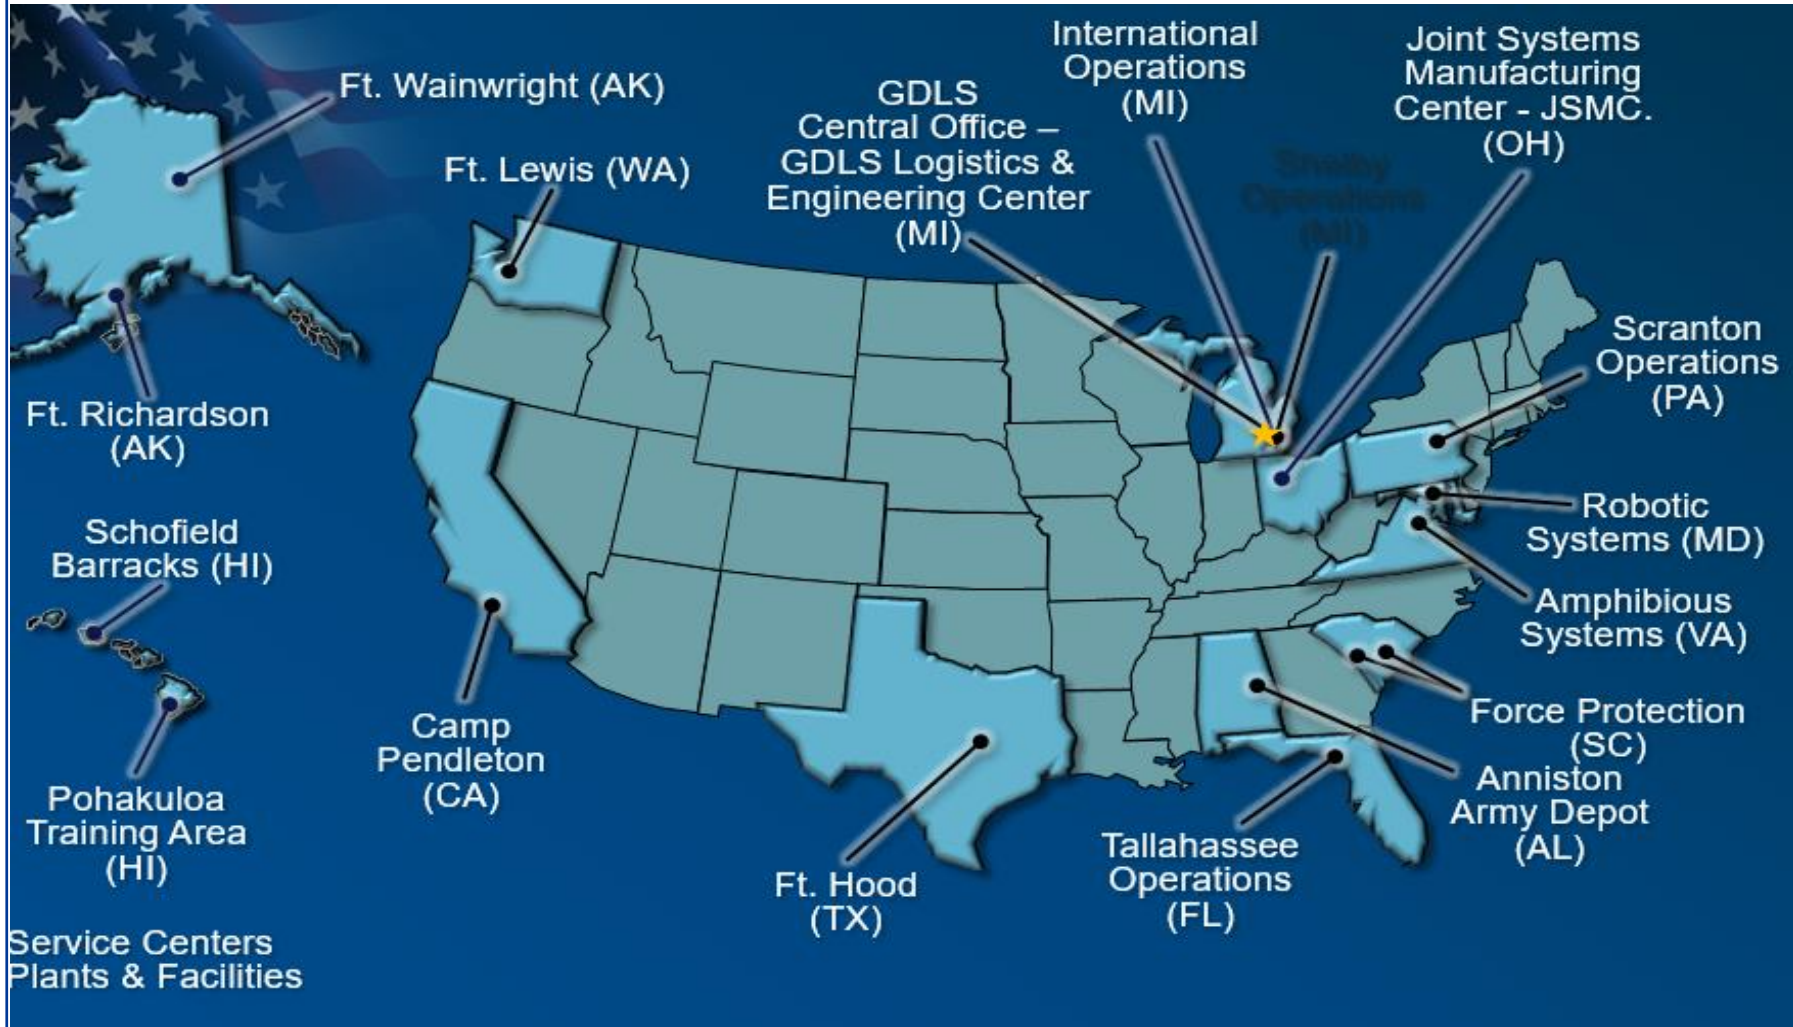 Ft. Wainwright (AK)
Ft. Lewis (WA)
GDLS
Central Office –
GDLS Logistics &
Engineering Center
(MI)
International
Operations
(MI)
Joint Systems
Manufacturing
Center - JSMC.
(OH)
Shelby
Operations
(MI)
Scranton
Operations
(PA)
Ft. Richardson
(AK)
Robotic
Systems (MD)
Schofield
Barracks (HI)
Amphibious
Systems (VA)
Force Protection
(SC)
Camp
Pendleton
(CA)
Anniston
Army Depot
(AL)
Pohakuloa
Training Area
(HI)
Tallahassee
Operations
(FL)
Ft. Hood
(TX)
Service Centers
Plants & Facilities